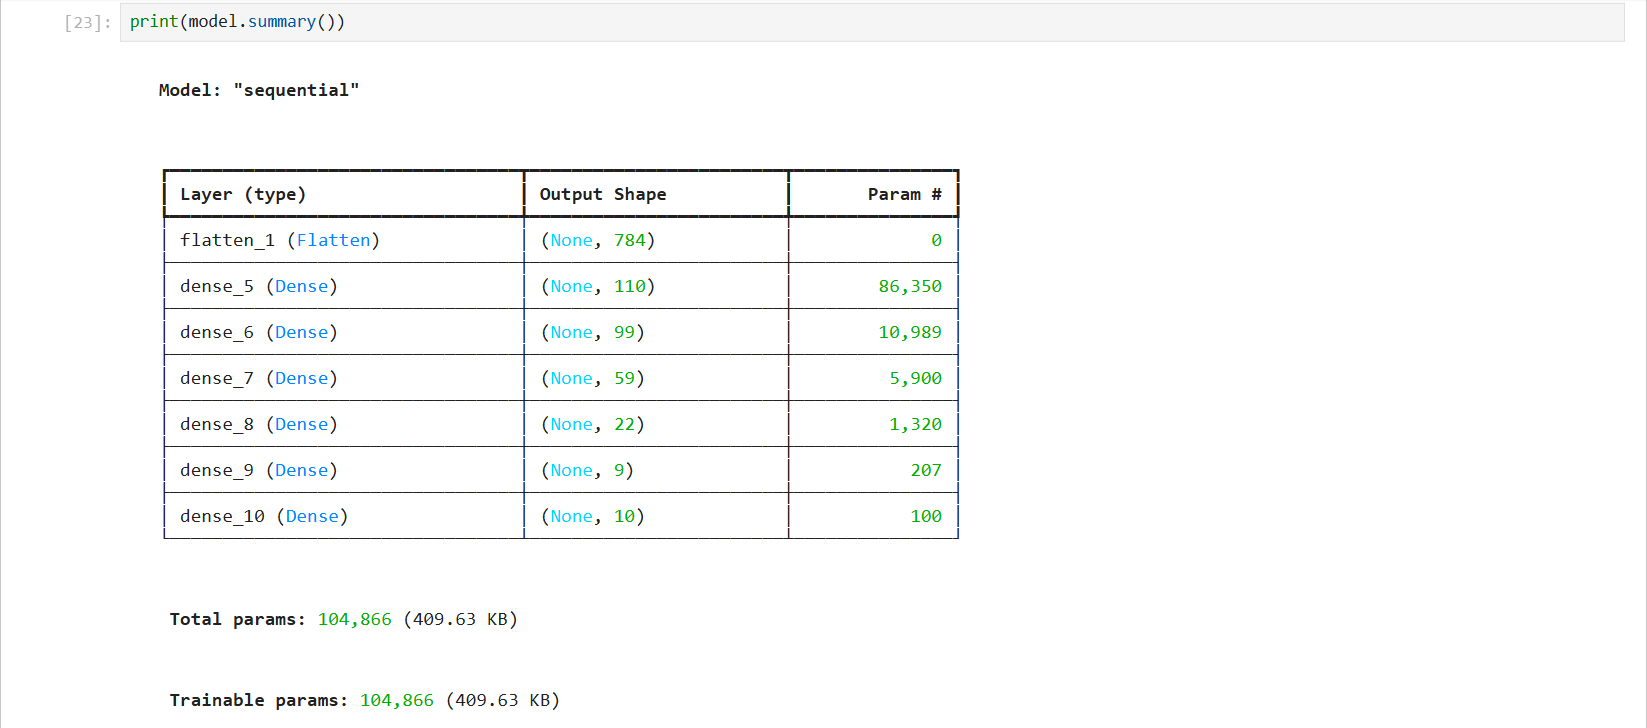 [23]: print(model.summary())
Model: "sequential"
Layer (type) Output Shape Param #
flatten_1 (Flatten) (None, 784) 0
dense_5 (Dense) (None, 110) 86,350
dense_6 (Dense) (None, 99) 10,989
dense_7 (Dense) (None, 59) 5,900
dense_8 (Dense) (None, 22) 1,320
dense_9 (Dense) (None, 9) 207
dense_10 (Dense) (None, 10) 100
Total params: 104,866 (409.63 KB)
Trainable params: 104,866 (409.63 KB)